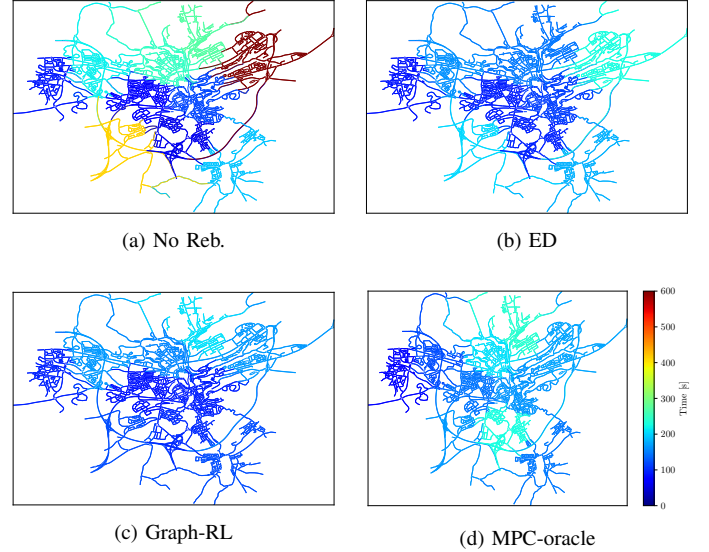 (a) No Reb.
(b) ED
600
500
400
300
200
100
0
Time [s]
(c) Graph-RL
(d) MPC-oracle